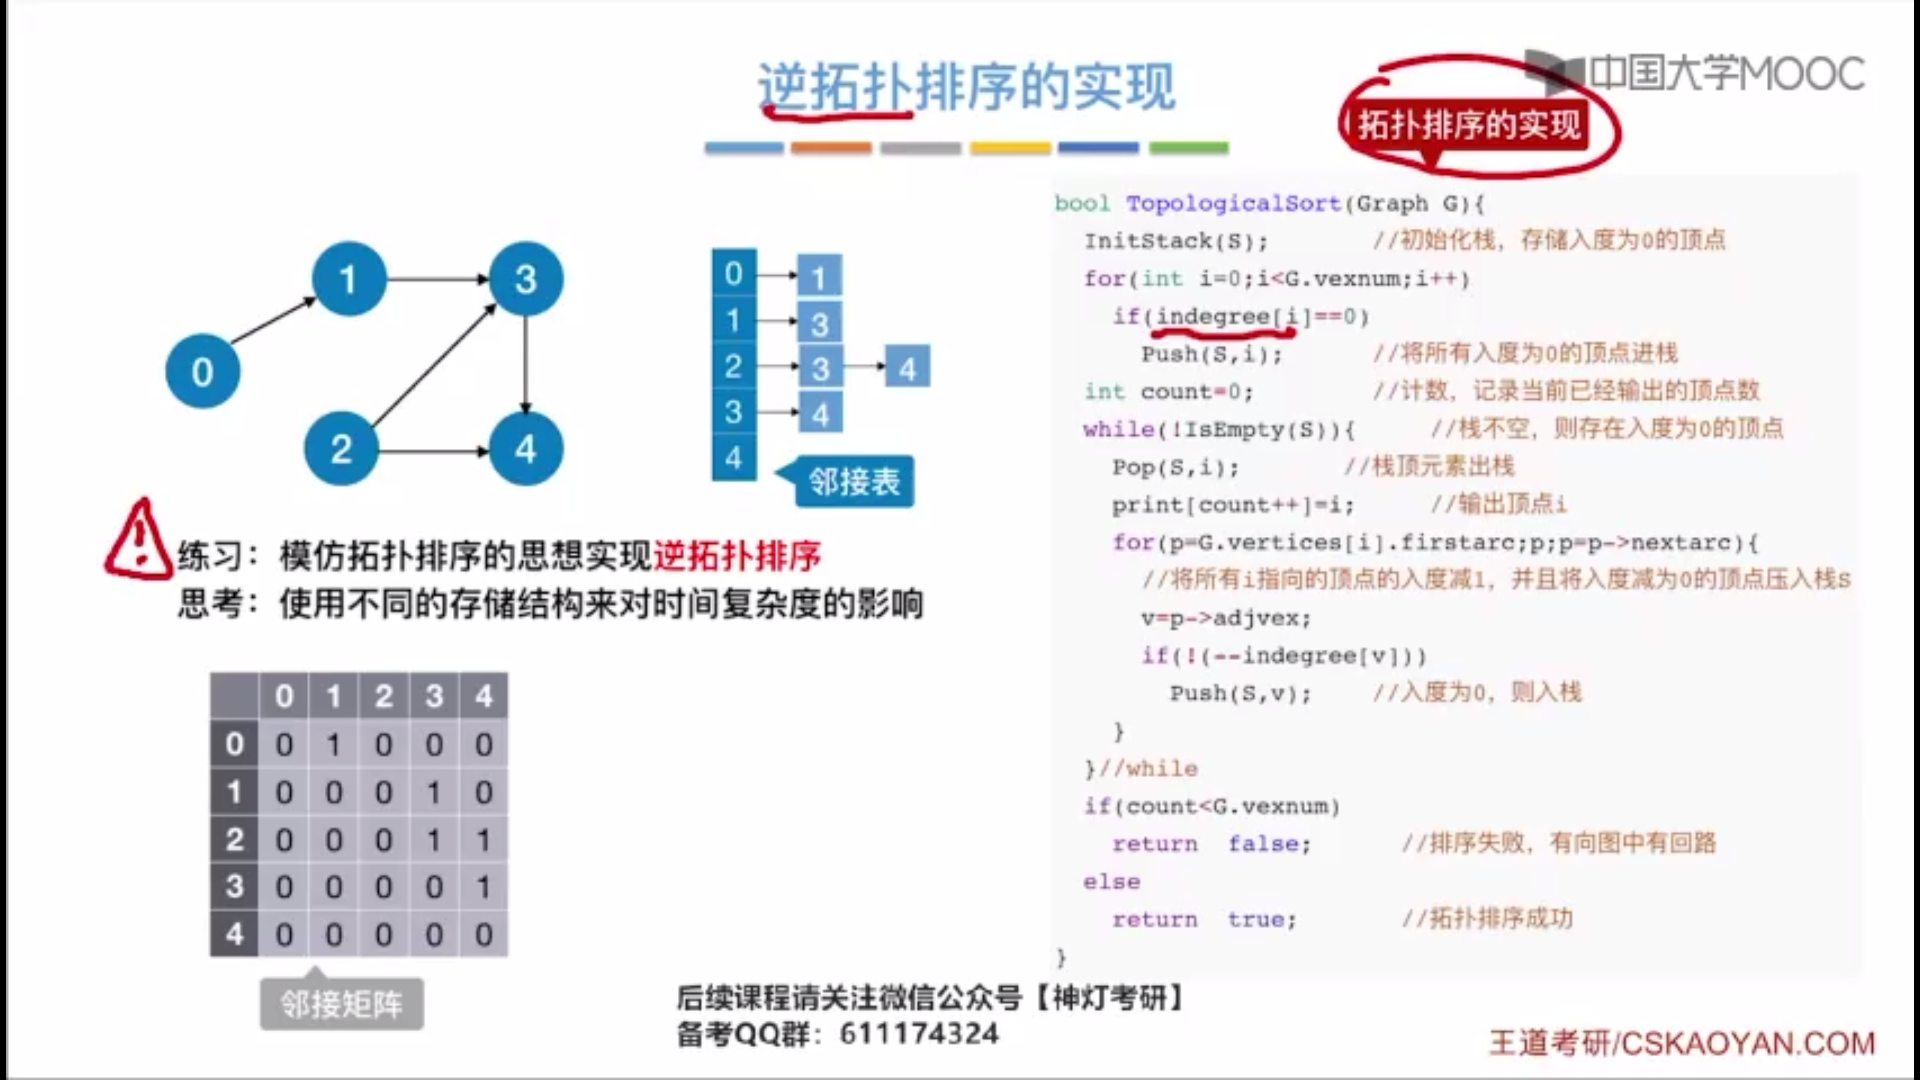 逆拓扑排序的实现
中国大学MOOC
拓扑排序的实现
0
1
2
3
4
0 1
1 3
2 3 4
3 4
4
邻接表
练习：模仿拓扑排序的思想实现逆拓扑排序
思考：使用不同的存储结构来对时间复杂度的影响
0 1 2 3 4
0 0 1 0 0 0
1 0 0 0 1 0
2 0 0 0 1 1
3 0 0 0 0 1
4 0 0 0 0 0
邻接矩阵
bool TopologicalSort(Graph G){
InitStack(S); //初始化栈，存储入度为0的顶点
for(int i=0;i<G.vexnum;i++)
if(indegree[i]==0)
Push(S,i); //将所有入度为0的顶点进栈
int count=0; //计数，记录当前已经输出的顶点数
while(!IsEmpty(S)){ //栈不空，则存在入度为0的顶点
Pop(S,i); //栈顶元素出栈
print[count++]=i; //输出顶点i
for(p=G.vertices[i].firstarc;p;p=p->nextarc){
//将所有i指向的顶点的入度减1，并且将入度减为0的顶点压入栈S
v=p->adjvex;
if(!(--indegree[v]))
Push(S,v); //入度为0，则入栈
}
}//while
if(count<G.vexnum)
return false; //排序失败，有向图中有回路
else
return true; //拓扑排序成功
}
后续课程请关注微信公众号【神灯考研】
备考QQ群：611174324
王道考研/CSKAOYAN.COM